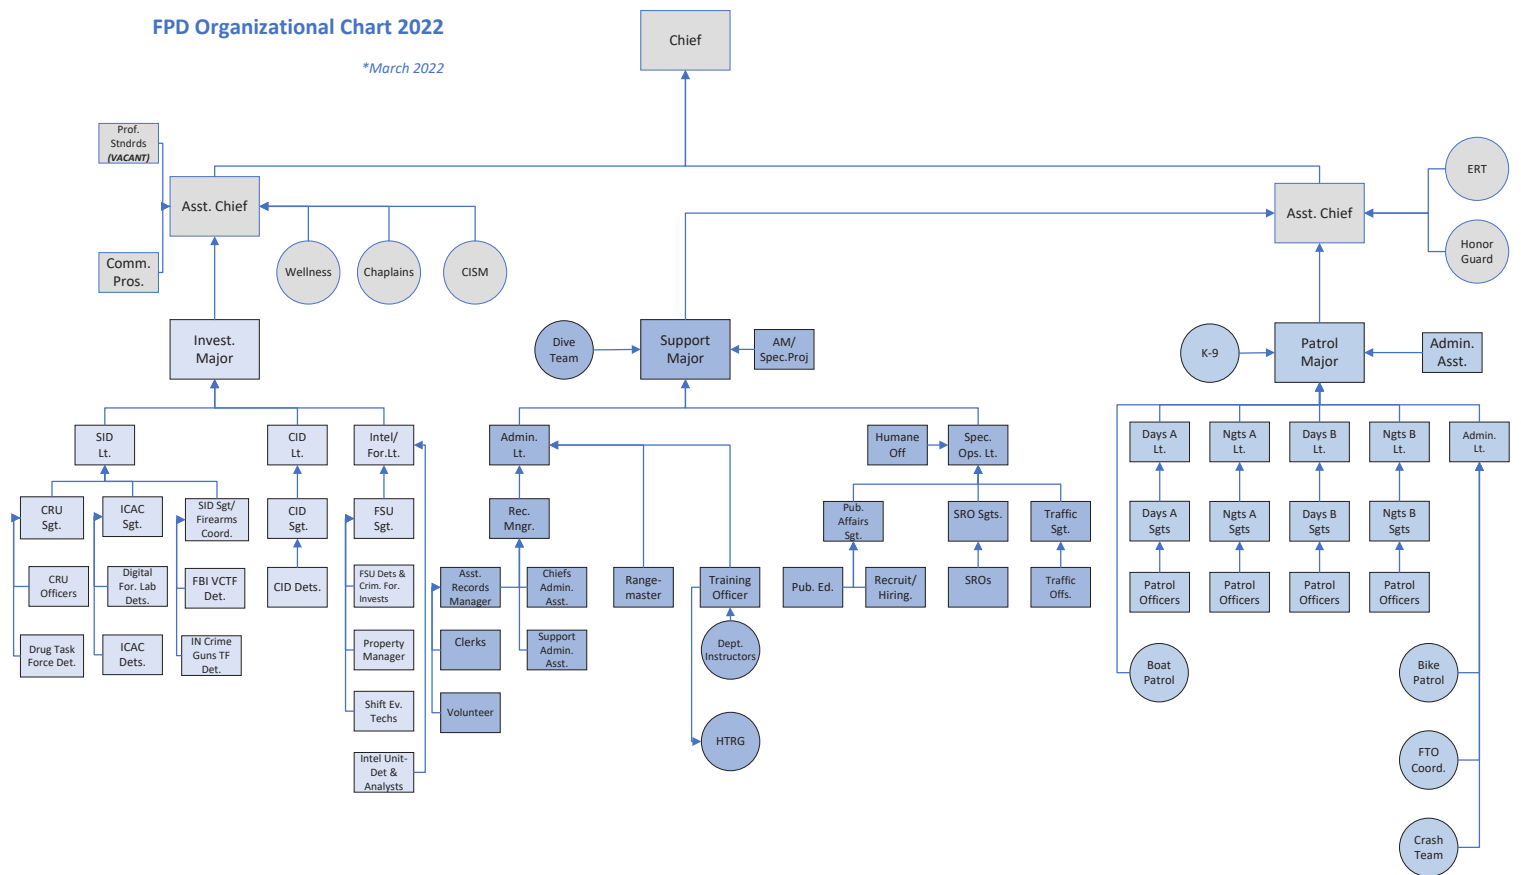 FPD Organizational Chart 2022
*March 2022
Chief
Prof.
Stndrds
(VACANT)
Asst. Chief
Comm.
Pros.
Wellness
Chaplains
CISM
Asst. Chief
ERT
Honor
Guard
Invest.
Major
Dive
Team
Support
Major
AM/
Spec.Proj
K-9
Patrol
Major
Admin.
Asst.
SID
Lt.
CID
Lt.
Intel/
For.Lt.
Admin.
Lt.
Humane
Off
Spec.
Ops. Lt.
Days A
Lt.
Ngts A
Lt.
Days B
Lt.
Ngts B
Lt.
Admin.
Lt.
CRU
Sgt.
ICAC
Sgt.
SID Sgt/
Firearms
Coord.
CID
Sgt.
FSU Sgt.
Rec.
Mngr.
Pub.
Affairs
Sgt.
SRO Sgts.
Traffic
Sgt.
Days A
Sgts
Ngts A
Sgts
Days B
Sgts
Ngts B
Sgts
CRU
Officers
Digital
For. Lab
Dets.
FBI VCTF
Det.
CID Dets.
FSU Dets &
Crim. For.
Invests
Asst.
Records
Manager
Chiefs
Admin.
Asst.
Range-
master
Training
Officer
Pub. Ed.
Recruit/
Hiring.
SROs
Traffic
Offs.
Patrol
Officers
Patrol
Officers
Patrol
Officers
Patrol
Officers
Drug Task
Force Det.
ICAC
Dets.
IN Crime
Guns TF
Det.
Property
Manager
Clerks
Support
Admin.
Asst.
Dept.
Instructors
Boat
Patrol
Bike
Patrol
Shift Ev.
Techs
Volunteer
HTRG
Intel Unit-
Det &
Analysts
FTO
Coord.
Crash
Team